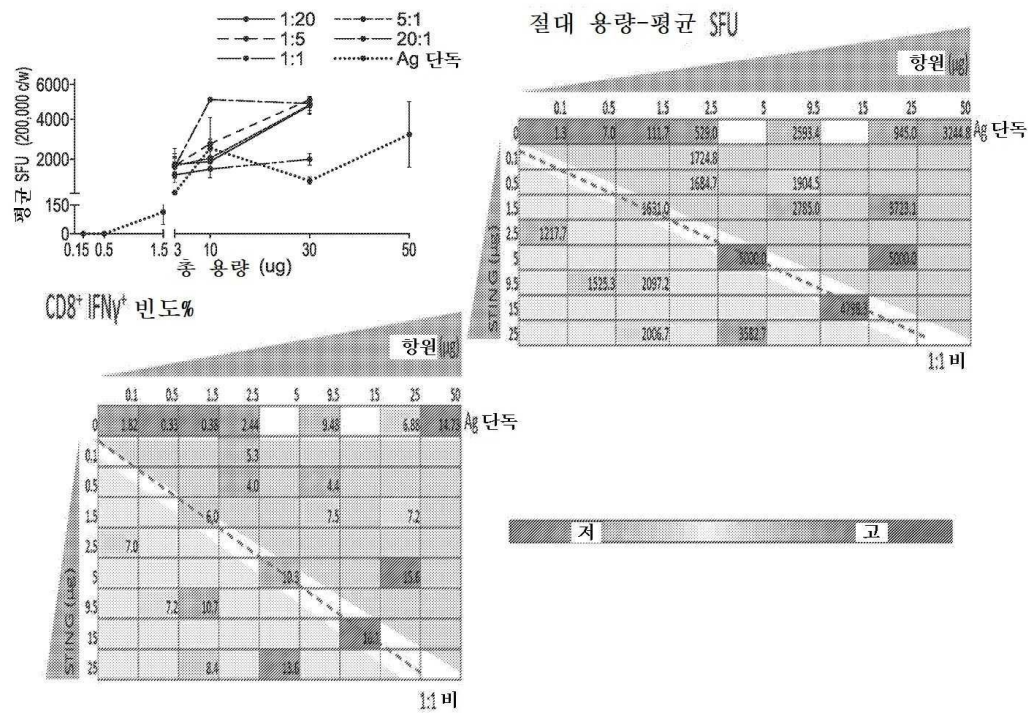 1:20
5:1
1:5
20:1
1:1
Ag 단독
평균 SFU (200,000 c/w)
6000
4000
2000
150
0
0.15 0.5 1.5 3 10 30 50
총 용량 (ug)
절대 용량-평균 SFU
항원(μg)
0.1 0.5 1.5 2.5 5 9.5 15 25 50
0 1.3 7.0 111.7 529.0 2593.4 945.0 3244.8 Ag 단독
0.1 1724.8
0.5 1684.7 1904.5
1.5 1631.0 2785.0 3723.1
2.5 1217.7
5 5000.0 5000.0
9.5 1525.3 2097.2
15 4798.3
25 2006.7 3582.7
STING (μg)
1:1 비
CD8⁺ IFNγ⁺ 빈도%
항원(μg)
0.1 0.5 1.5 2.5 5 9.5 15 25 50
0 1.82 0.33 0.38 2.44 9.43 6.88 14.73 Ag 단독
0.1 5.3
0.5 4.0 4.4
1.5 6.0 7.5 7.2
2.5 7.0
5 10.3 15.6
9.5 7.2 10.7
15
25 8.4 13.6
STING (μg)
1:1 비
저
고